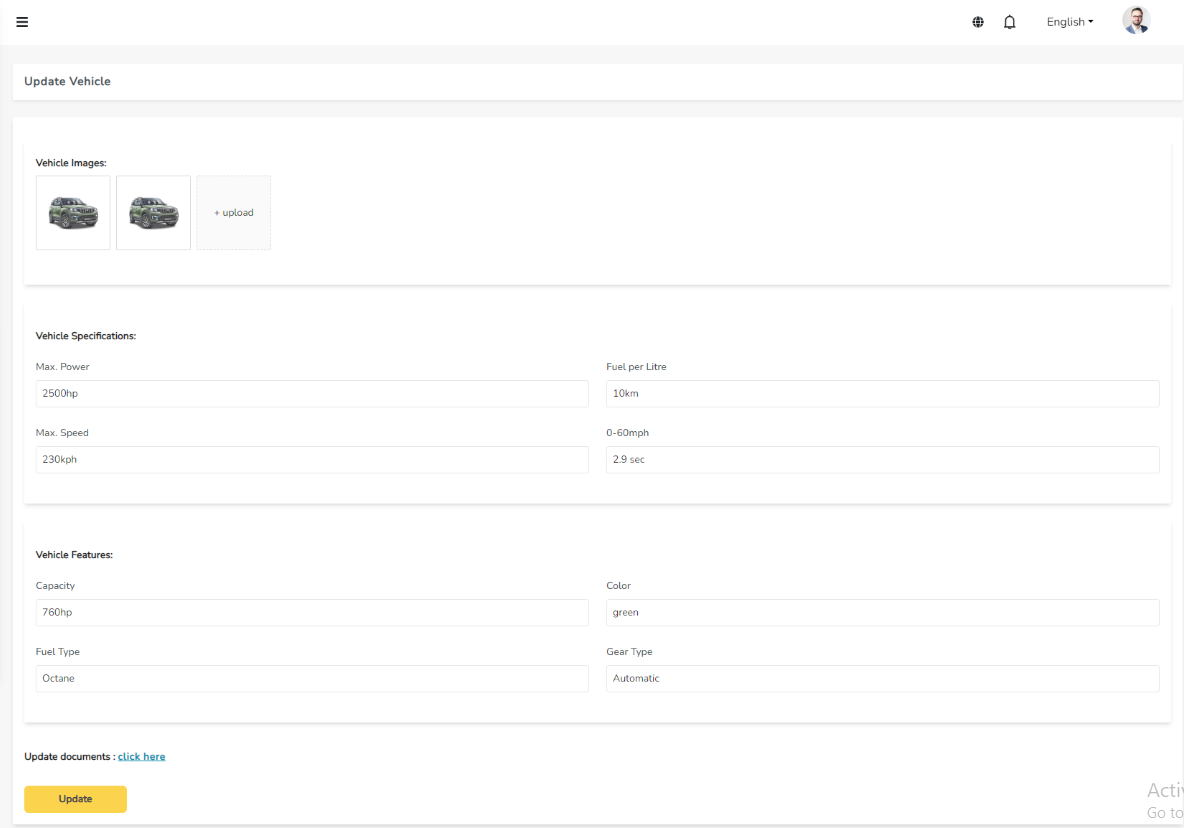 English
Update Vehicle
Vehicle Images:
+ upload
Vehicle Specifications:
Max. Power Fuel per Litre
2500hp 10km
Max. Speed 0-60mph
230kph 2.9 sec
Vehicle Features:
Capacity Color
760hp green
Fuel Type Gear Type
Octane Automatic
Update documents : click here
Update
Activ
Go to